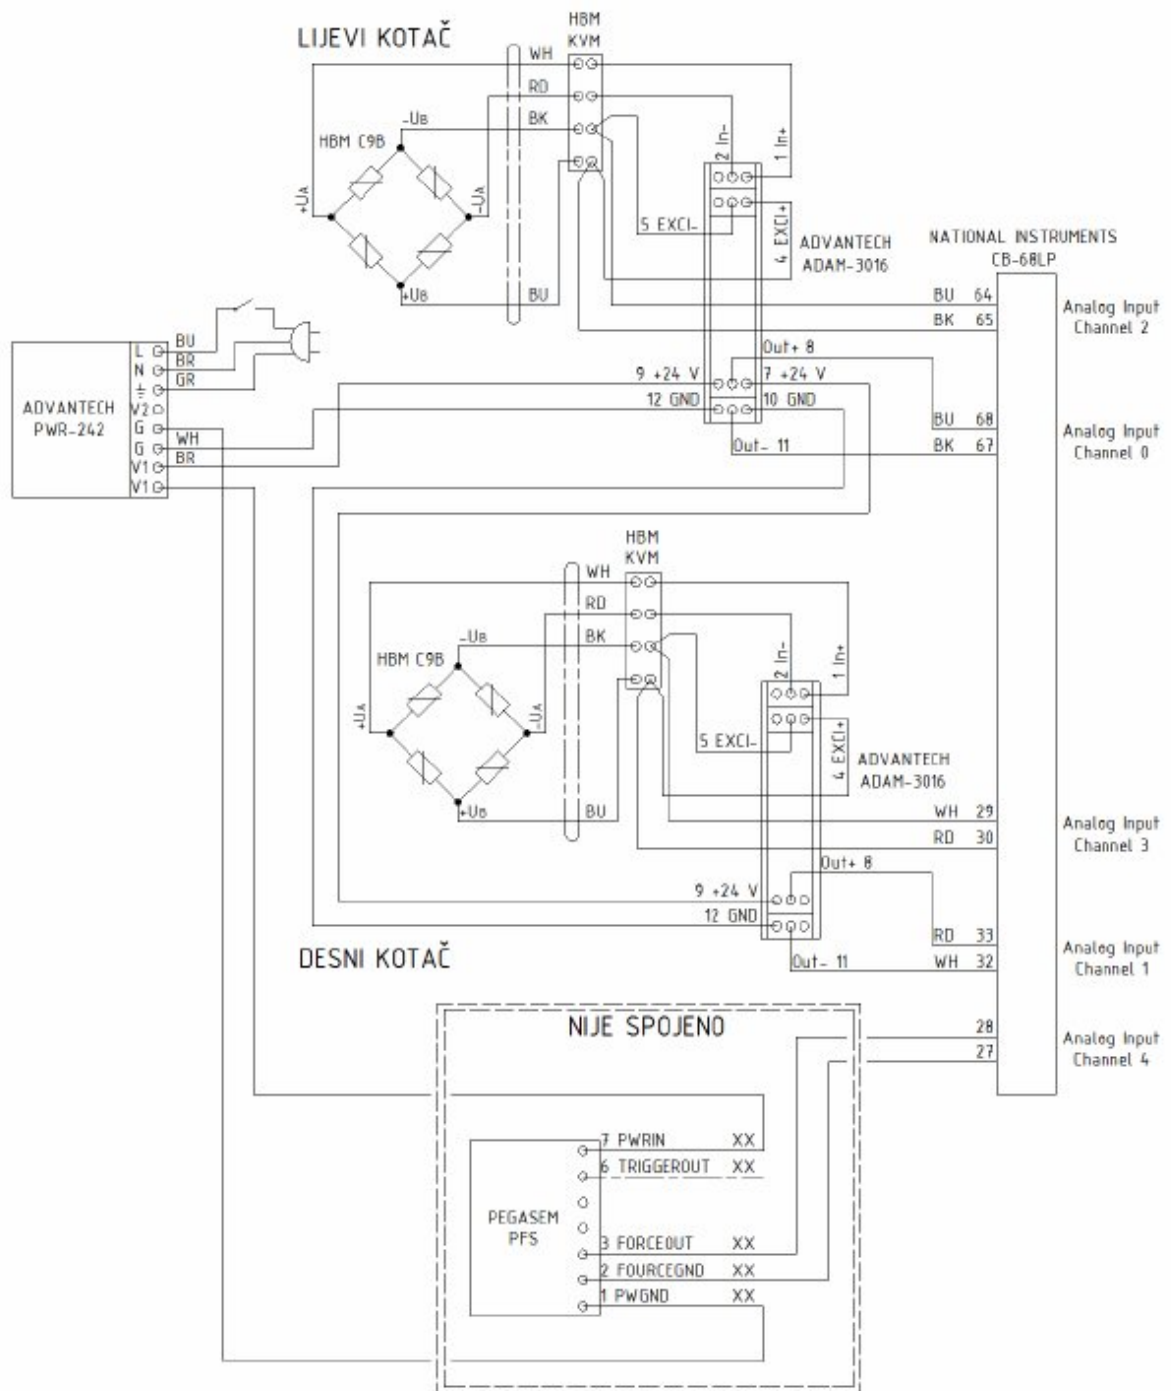 LIJEVI KOTAČ
HBM
KVM
WH
RD
BK
-UB
HBM C9B
+UA
-UA
+UB
BU
2 In-
1 In+
5 EXCI-
4 EXCI+
ADVANTECH
ADAM-3016
NATIONAL INSTRUMENTS
CB-68LP
BU 64
BK 65
Analog Input
Channel 2
Out+ 8
9 +24 V
7 +24 V
12 GND
10 GND
Out- 11
BU 68
BK 67
Analog Input
Channel 0
ADVANTECH
PWR-242
L
BU
N
BR
GR
V2
G
G
WH
V1
BR
V1
HBM
KVM
WH
RD
BK
-UB
HBM C9B
+UA
-UA
+UB
BU
2 In-
1 In+
5 EXCI-
4 EXCI+
ADVANTECH
ADAM-3016
WH 29
RD 30
Analog Input
Channel 3
Out+ 8
9 +24 V
12 GND
Out- 11
RD 33
WH 32
Analog Input
Channel 1
DESNI KOTAČ
NIJE SPOJENO
28
27
Analog Input
Channel 4
PEGASEM
PFS
7 PWRIN XX
6 TRIGGEROUT XX
3 FORCEOUT XX
2 FOURCEGND XX
1 PWGND XX